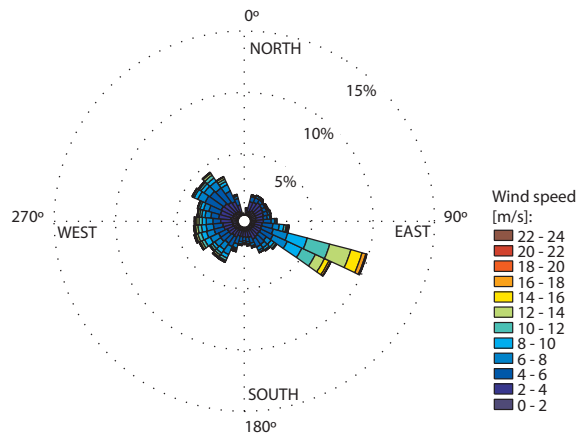 0º
NORTH
15%
10%
5%
270º
WEST
EAST
90º
SOUTH
180º
Wind speed
[m/s]:
22 - 24
20 - 22
18 - 20
16 - 18
14 - 16
12 - 14
10 - 12
8 - 10
6 - 8
4 - 6
2 - 4
0 - 2